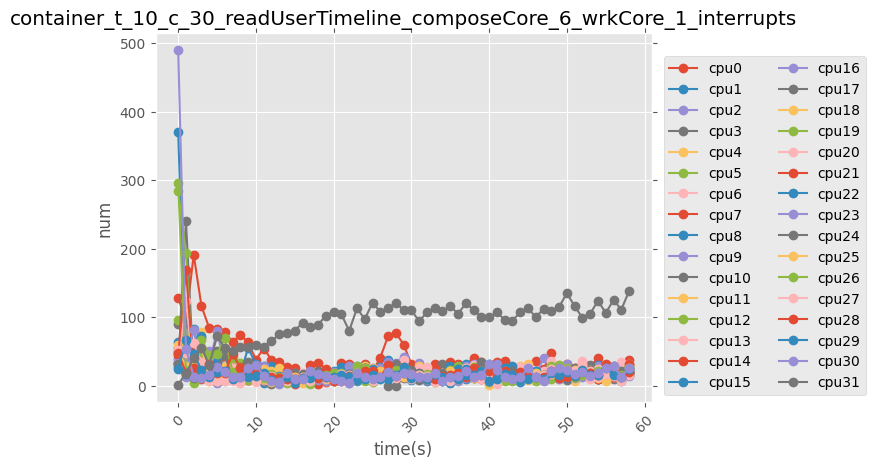 container_t_10_c_30_readUserTimeline_composeCore_6_wrkCore_1_interrupts
500
400
300
200
100
0
num
0
10
20
30
40
50
60
time(s)
cpu0
cpu1
cpu2
cpu3
cpu4
cpu5
cpu6
cpu7
cpu8
cpu9
cpu10
cpu11
cpu12
cpu13
cpu14
cpu15
cpu16
cpu17
cpu18
cpu19
cpu20
cpu21
cpu22
cpu23
cpu24
cpu25
cpu26
cpu27
cpu28
cpu29
cpu30
cpu31